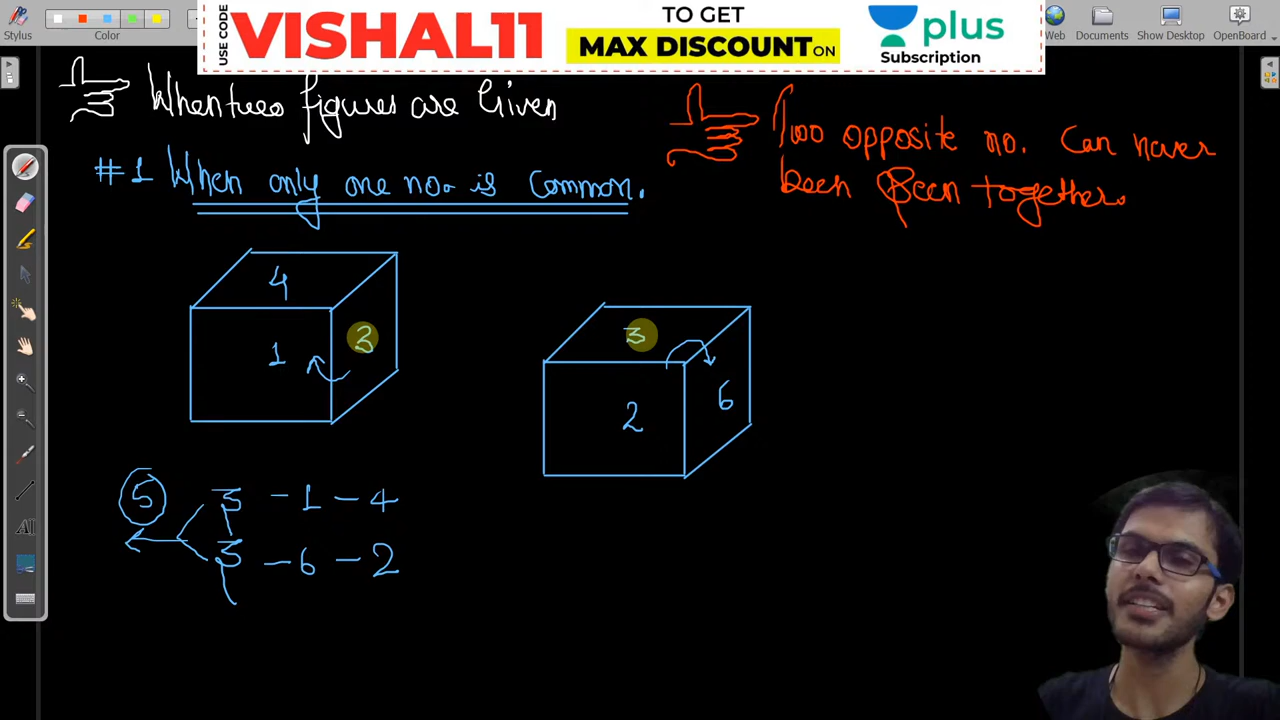 Stylus
Color
Web
Documents
Show Desktop
OpenBoard
USE CODE
VISHAL11
TO GET
MAX DISCOUNT ON
plus
Subscription
When two figures are Given
Two opposite no. Can never
been seen together.
#1 When only one no. is common.
4
1
3
3
2
6
5
3 - 1 - 4
3 - 6 - 2